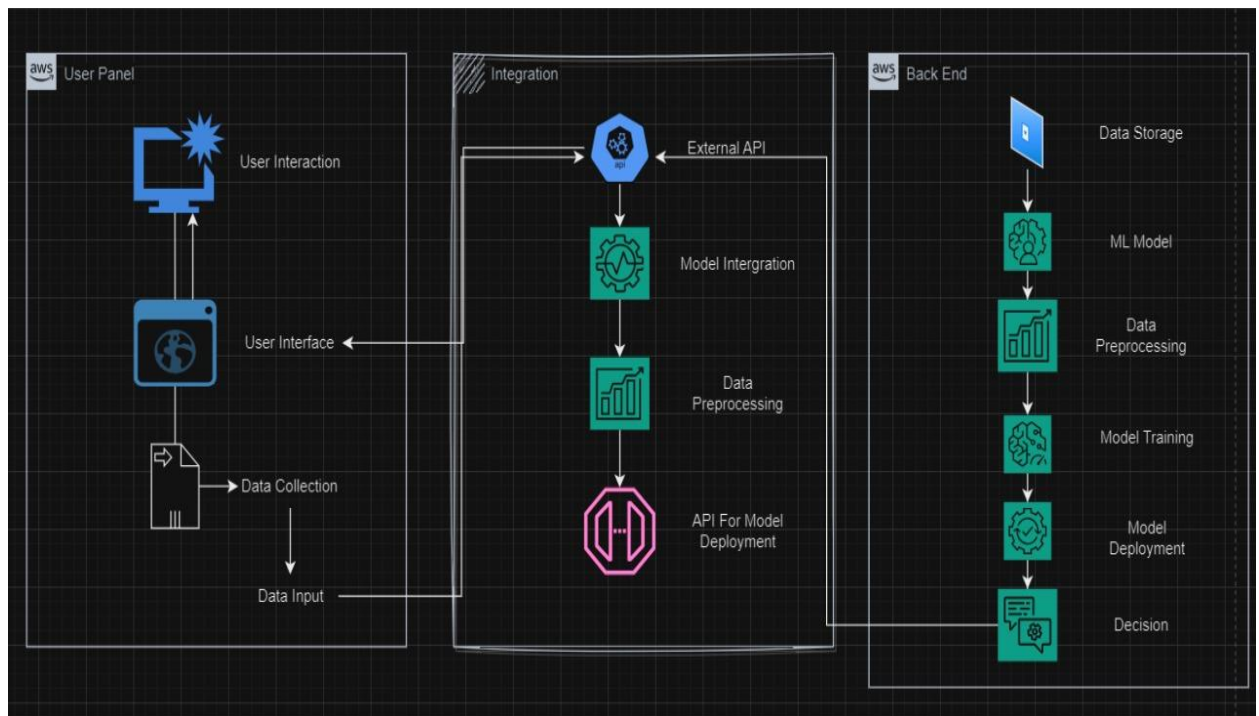 aws
User Panel
User Interaction
User Interface
Data Collection
Data Input
Integration
api
External API
Model Intergration
Data
Preprocessing
API For Model
Deployment
aws
Back End
Data Storage
ML Model
Data
Preprocessing
Model Training
Model
Deployment
Decision